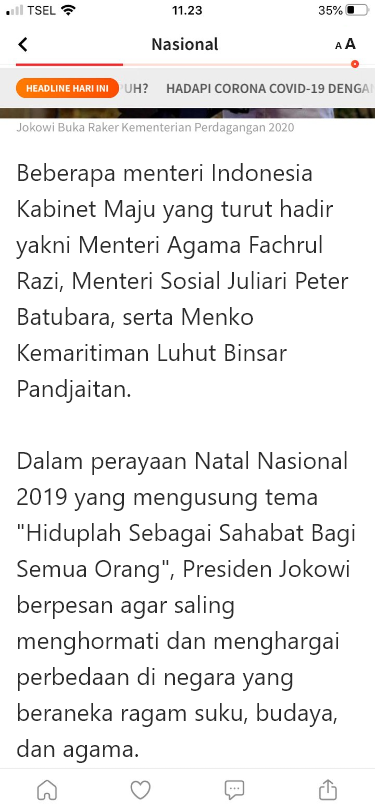 TSEL 11.23 35%
Nasional A A
HEADLINE HARI INI UH? HADAPI CORONA COVID-19 DENGA
Jokowi Buka Raker Kementerian Perdagangan 2020
Beberapa menteri Indonesia
Kabinet Maju yang turut hadir
yakni Menteri Agama Fachrul
Razi, Menteri Sosial Juliari Peter
Batubara, serta Menko
Kemaritiman Luhut Binsar
Pandjaitan.
Dalam perayaan Natal Nasional
2019 yang mengusung tema
"Hiduplah Sebagai Sahabat Bagi
Semua Orang", Presiden Jokowi
berpesan agar saling
menghormati dan menghargai
perbedaan di negara yang
beraneka ragam suku, budaya,
dan agama.